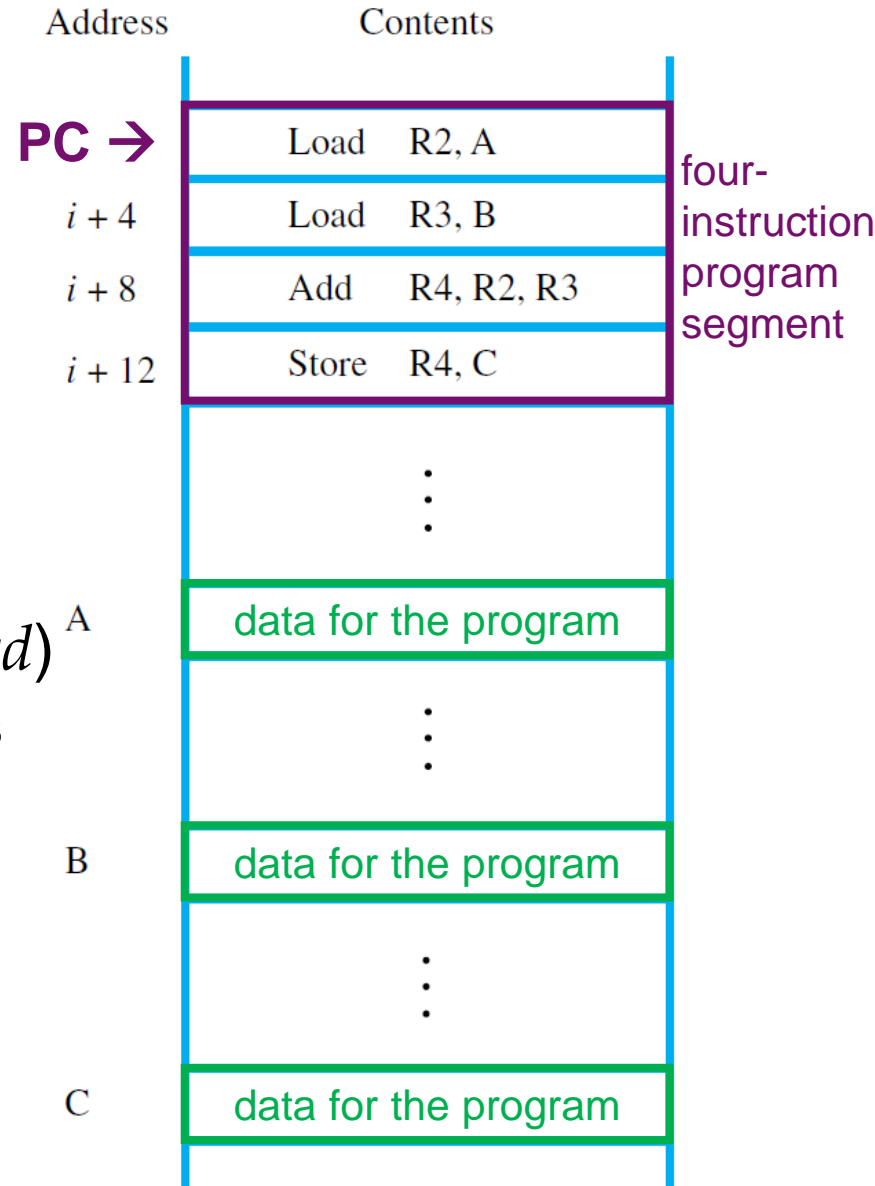 Address Contents
PC → Load R2, A
i + 4 Load R3, B
i + 8 Add R4, R2, R3
i + 12 Store R4, C
four-
instruction
program
segment
A data for the program
d)
B data for the program
C data for the program